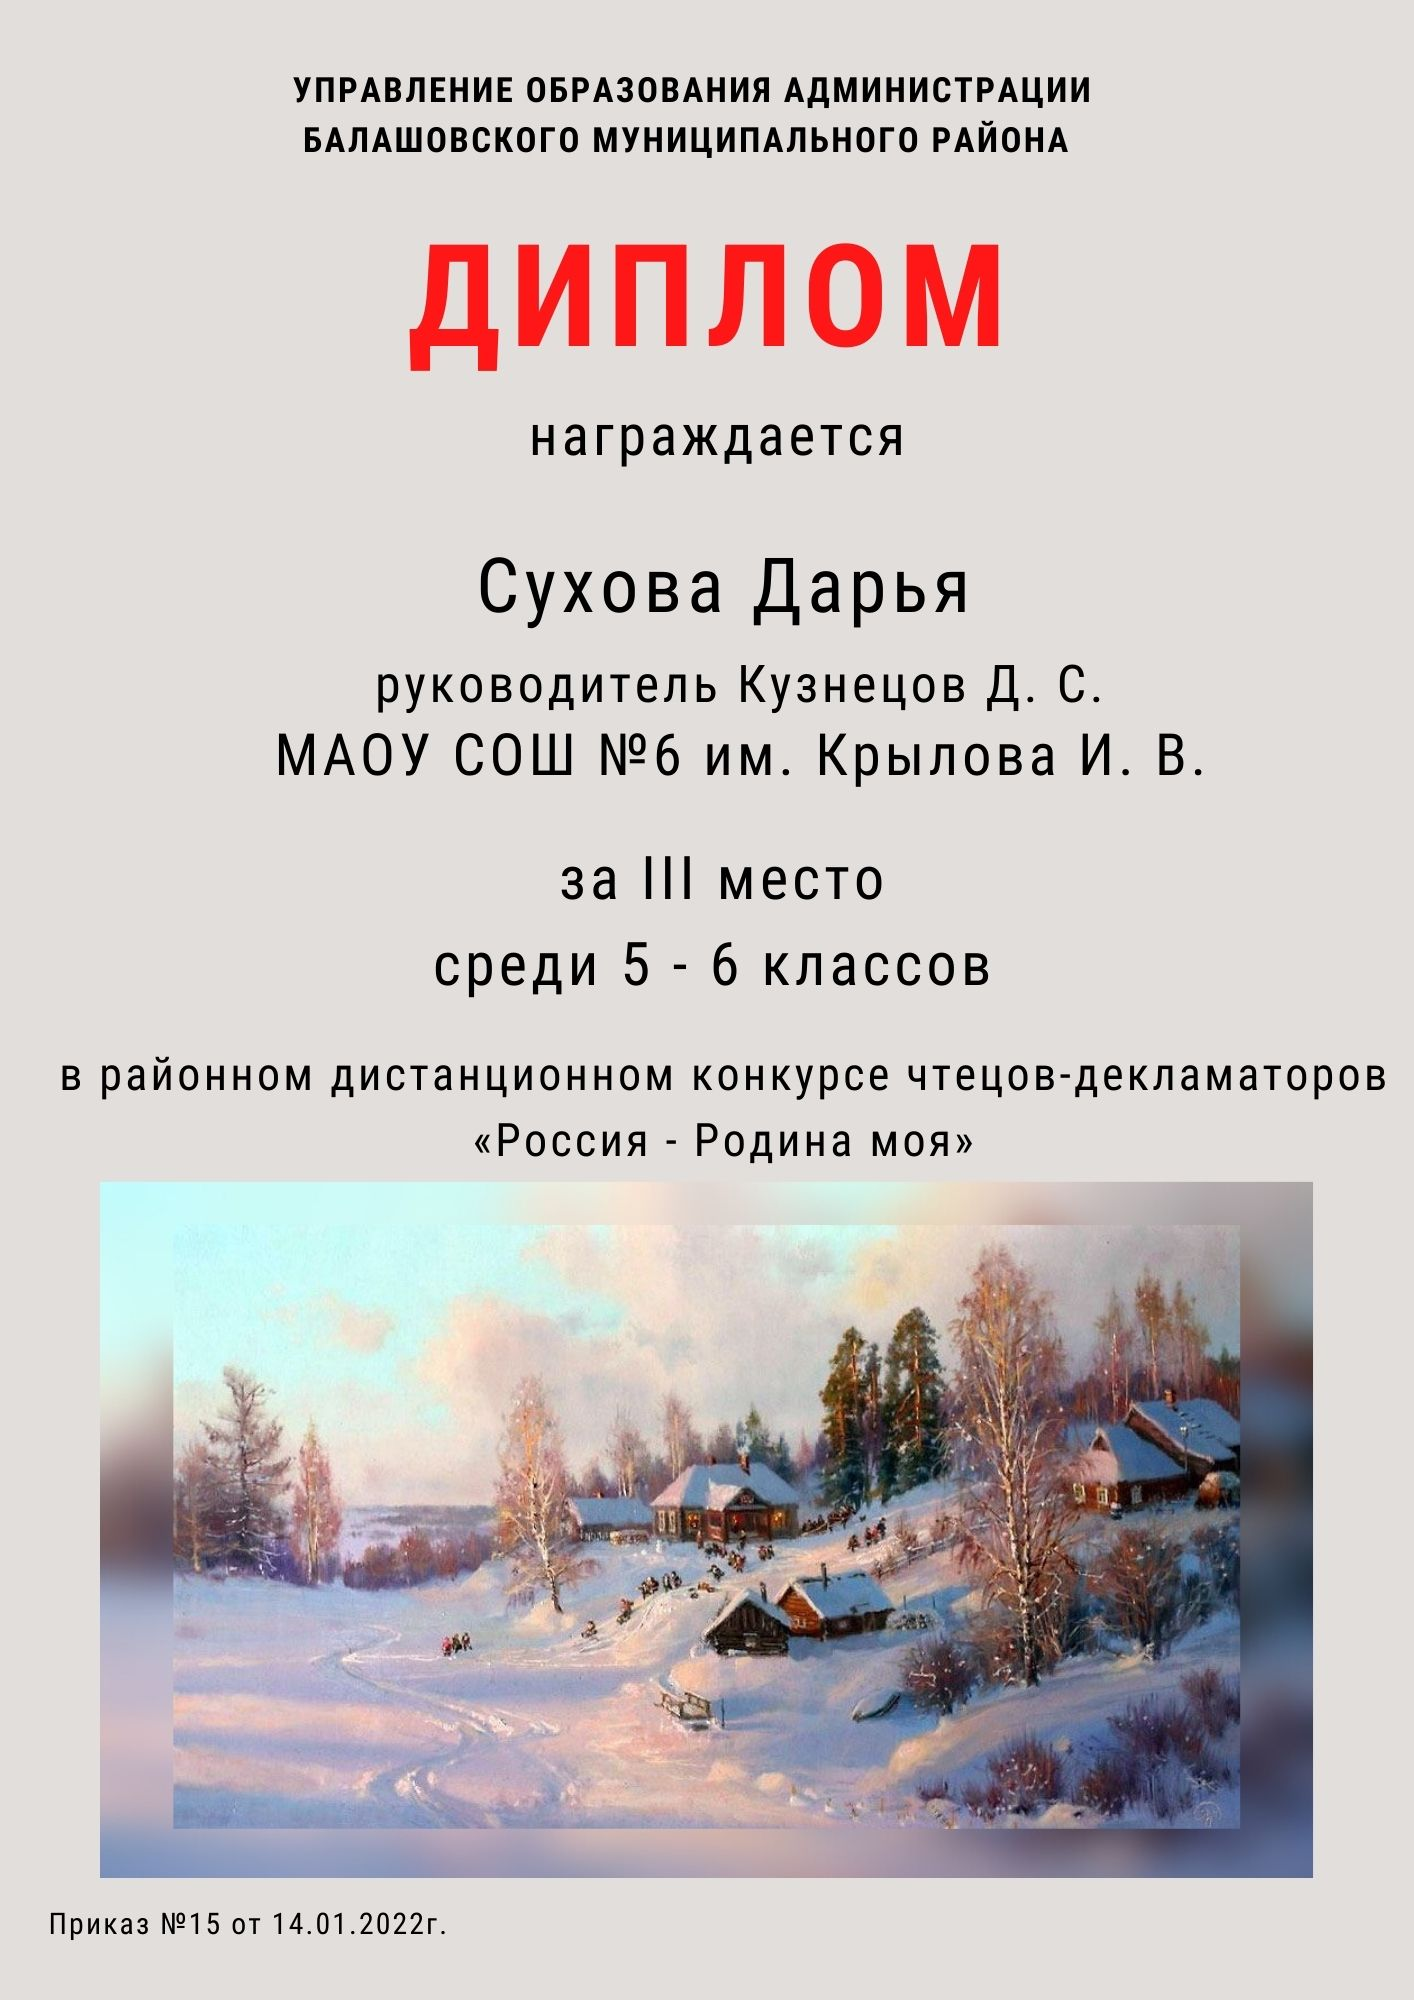 УПРАВЛЕНИЕ ОБРАЗОВАНИЯ АДМИНИСТРАЦИИ
БАЛАШОВСКОГО МУНИЦИПАЛЬНОГО РАЙОНА
ДИПЛОМ
награждается
Сухова Дарья
руководитель Кузнецов Д. С.
МАОУ СОШ №6 им. Крылова И. В.
за III место
среди 5 - 6 классов
в районном дистанционном конкурсе чтецов-декламаторов
«Россия - Родина моя»
Приказ №15 от 14.01.2022г.